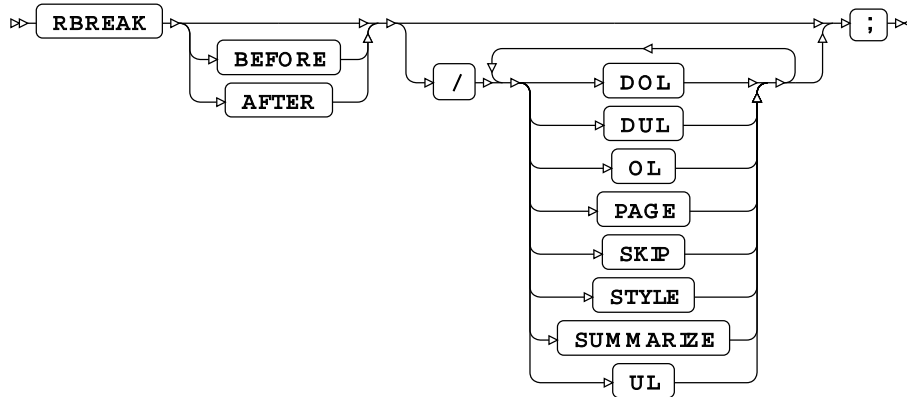 RBREAK ;
BEFORE
/ DOL
AFTER
DUL
OL
PAGE
SKIP
STYLE
SUMMARIZE
UL